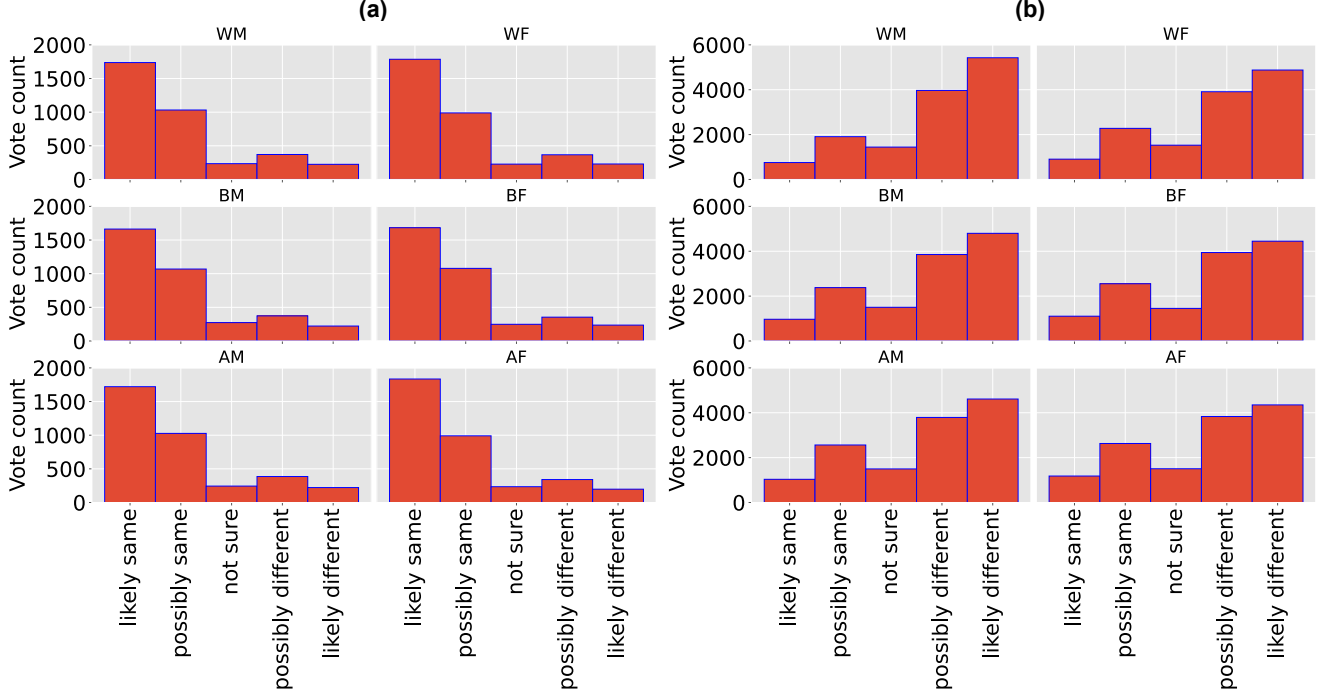 (a)
WM
WF
2000
1500
1000
500
0
Vote count
BM
BF
2000
1500
1000
500
0
Vote count
AM
AF
2000
1500
1000
500
0
Vote count
likely same
possibly same
not sure
possibly different
likely different
likely same
possibly same
not sure
possibly different
likely different
(b)
WM
WF
6000
4000
2000
0
Vote count
BM
BF
6000
4000
2000
0
Vote count
AM
AF
6000
4000
2000
0
Vote count
likely same
possibly same
not sure
possibly different
likely different
likely same
possibly same
not sure
possibly different
likely different